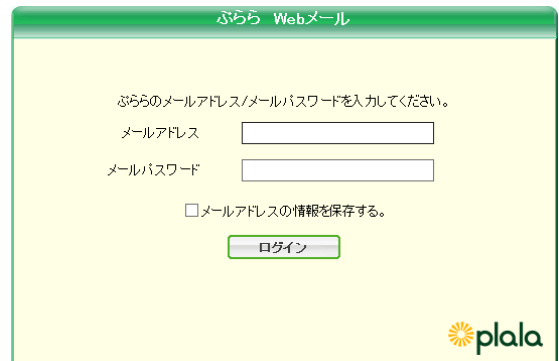 ぷらら Webメール
ぷららのメールアドレス/メールパスワードを入力してください。
メールアドレス
メールパスワード
メールアドレスの情報を保存する。
ログイン
plala